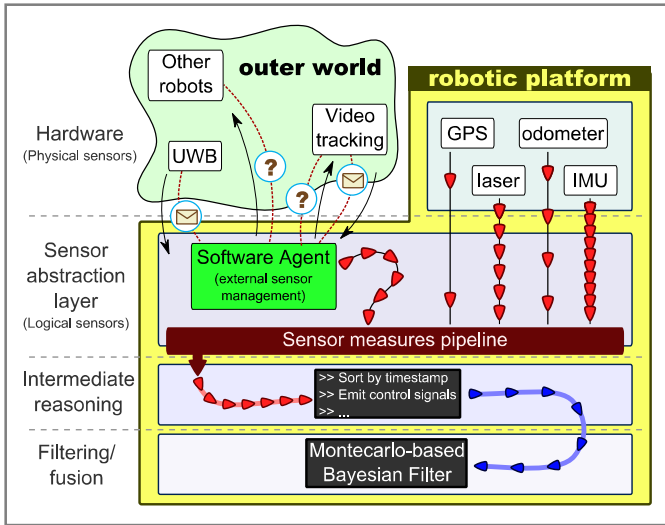 outer world
robotic platform
Other
robots
Video
tracking
UWB
?
?
GPS
odometer
laser
IMU
Hardware
(Physical sensors)
Sensor
abstraction
layer
(Logical sensors)
Software Agent
(external sensor
management)
Sensor measures pipeline
Intermediate
reasoning
>> Sort by timestamp
>> Emit control signals
>> ...
Filtering/
fusion
Montecarlo-based
Bayesian Filter